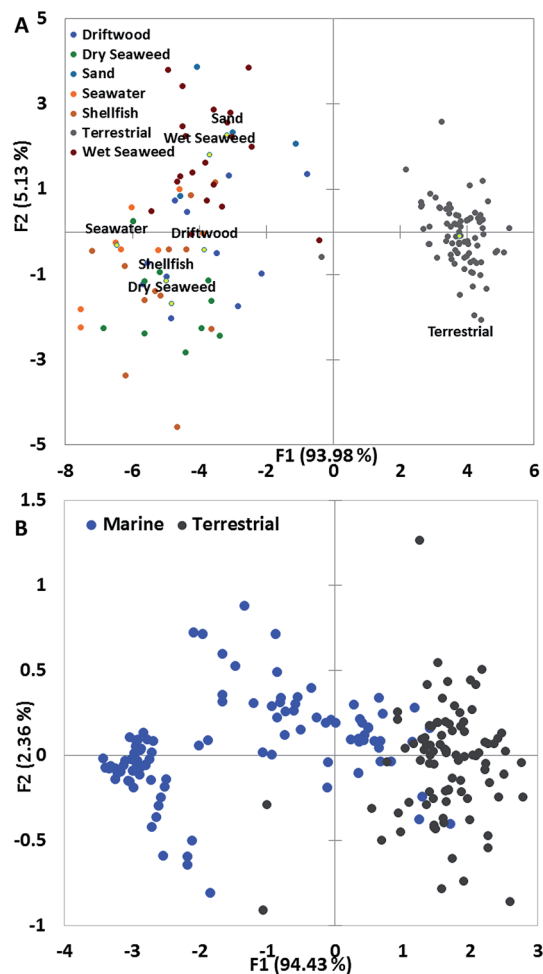 A
5
Driftwood
Dry Seaweed
Sand
Seawater
Shellfish
Terrestrial
Wet Seaweed
3
Sand
Wet Seaweed
F2 (5.13 %)
1
Seawater
Driftwood
-1
Shellfish
Dry Seaweed
Terrestrial
-3
-5
-8 -6 -4 -2 0 2 4 6
F1 (93.98 %)
B
1.5
Marine Terrestrial
1
0.5
F2 (2.36 %)
0
-0.5
-1
-4 -3 -2 -1 0 1 2 3
F1 (94.43 %)